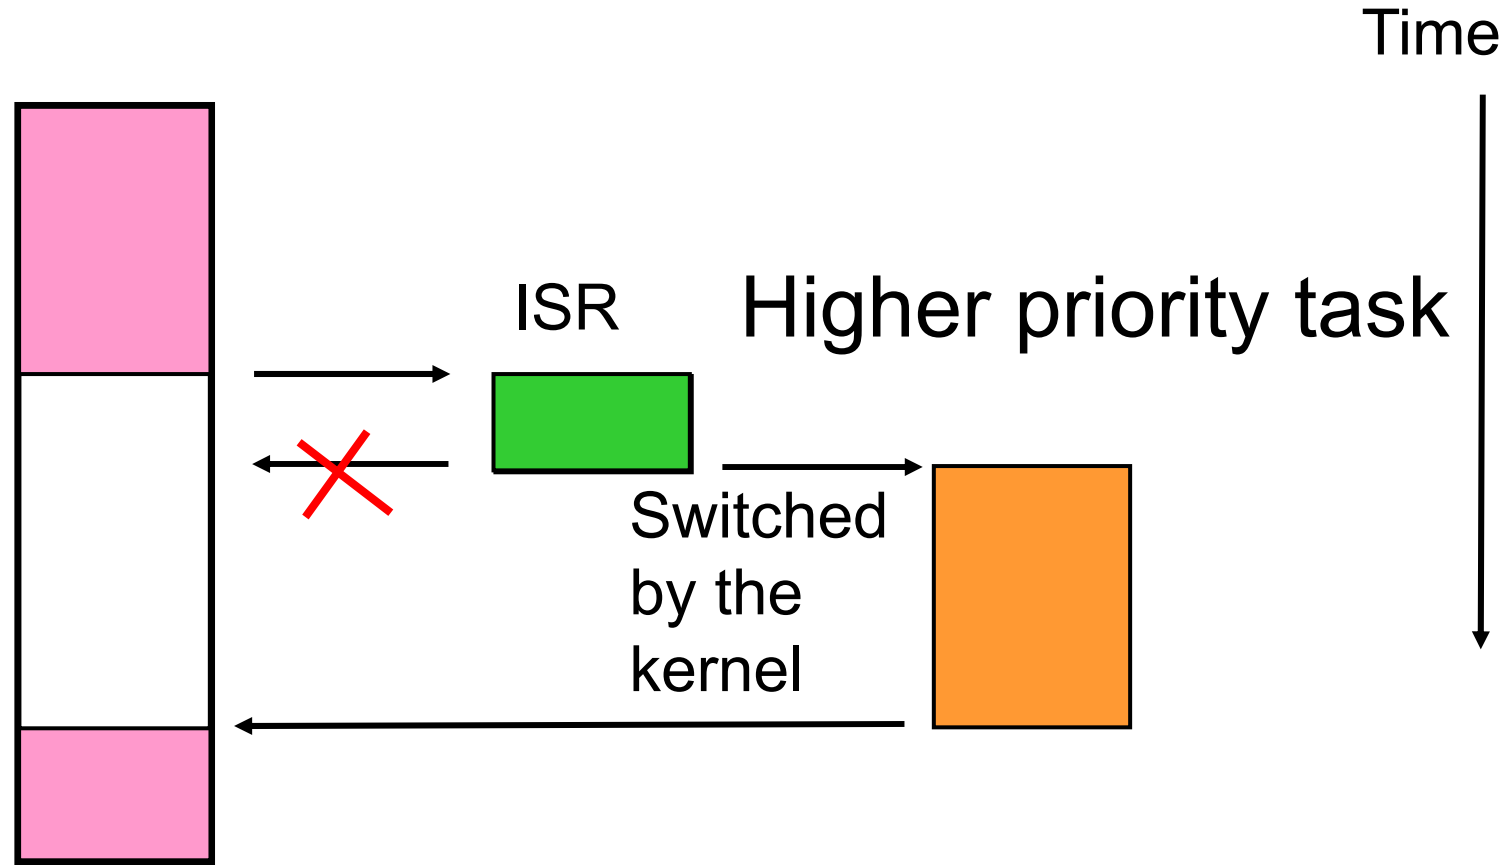 Time
ISR
Higher priority task
Switched
by the
kernel